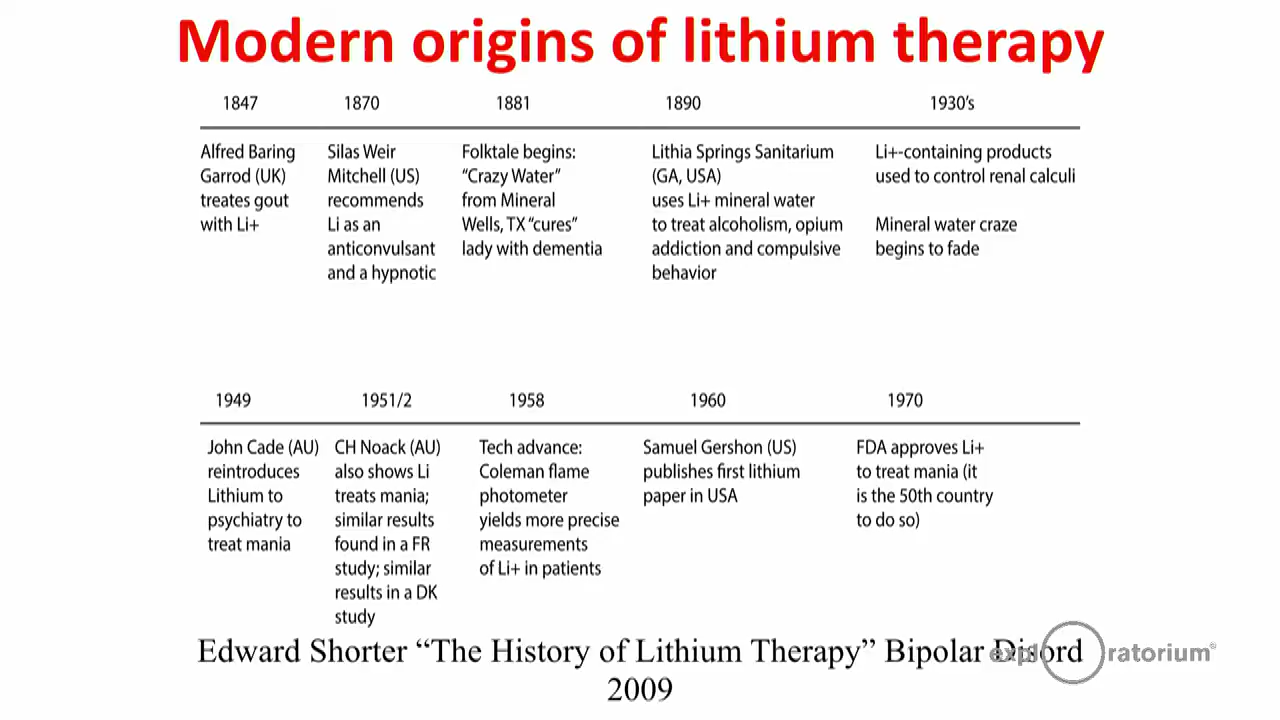 Modern origins of lithium therapy
1847
Alfred Baring
Garrod (UK)
treates gout
with Li+
1870
Silas Weir
Mitchell (US)
recommends
Li as an
anticonvulsant
and a hypnotic
1881
Folktale begins:
“Crazy Water”
from Mineral
Wells, TX “cures”
lady with dementia
1890
Lithia Springs Sanitarium
(GA, USA)
uses Li+ mineral water
to treat alcoholism, opium
addiction and compulsive
behavior
1930's
Li+-containing products
used to control renal calculi
Mineral water craze
begins to fade
1949
John Cade (AU)
reintroduces
Lithium to
psychiatry to
treat mania
1951/2
CH Noack (AU)
also shows Li
treats mania;
similar results
found in a FR
study; similar
results in a DK
study
1958
Tech advance:
Coleman flame
photometer
yields more precise
measurements
of Li+ in patients
1960
Samuel Gershon (US)
publishes first lithium
paper in USA
1970
FDA approves Li+
to treat mania (it
is the 50th country
to do so)
Edward Shorter “The History of Lithium Therapy” Bipolar Disord
2009
exploratorium®